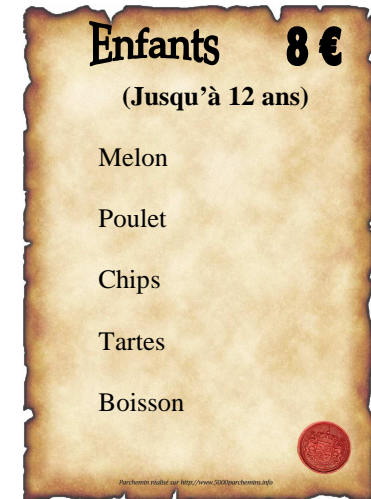 Enfants 8 €
(Jusqu’à 12 ans)
Melon
Poulet
Chips
Tartes
Boisson
Parchemin réalisé sur http://www.5000parchemins.info